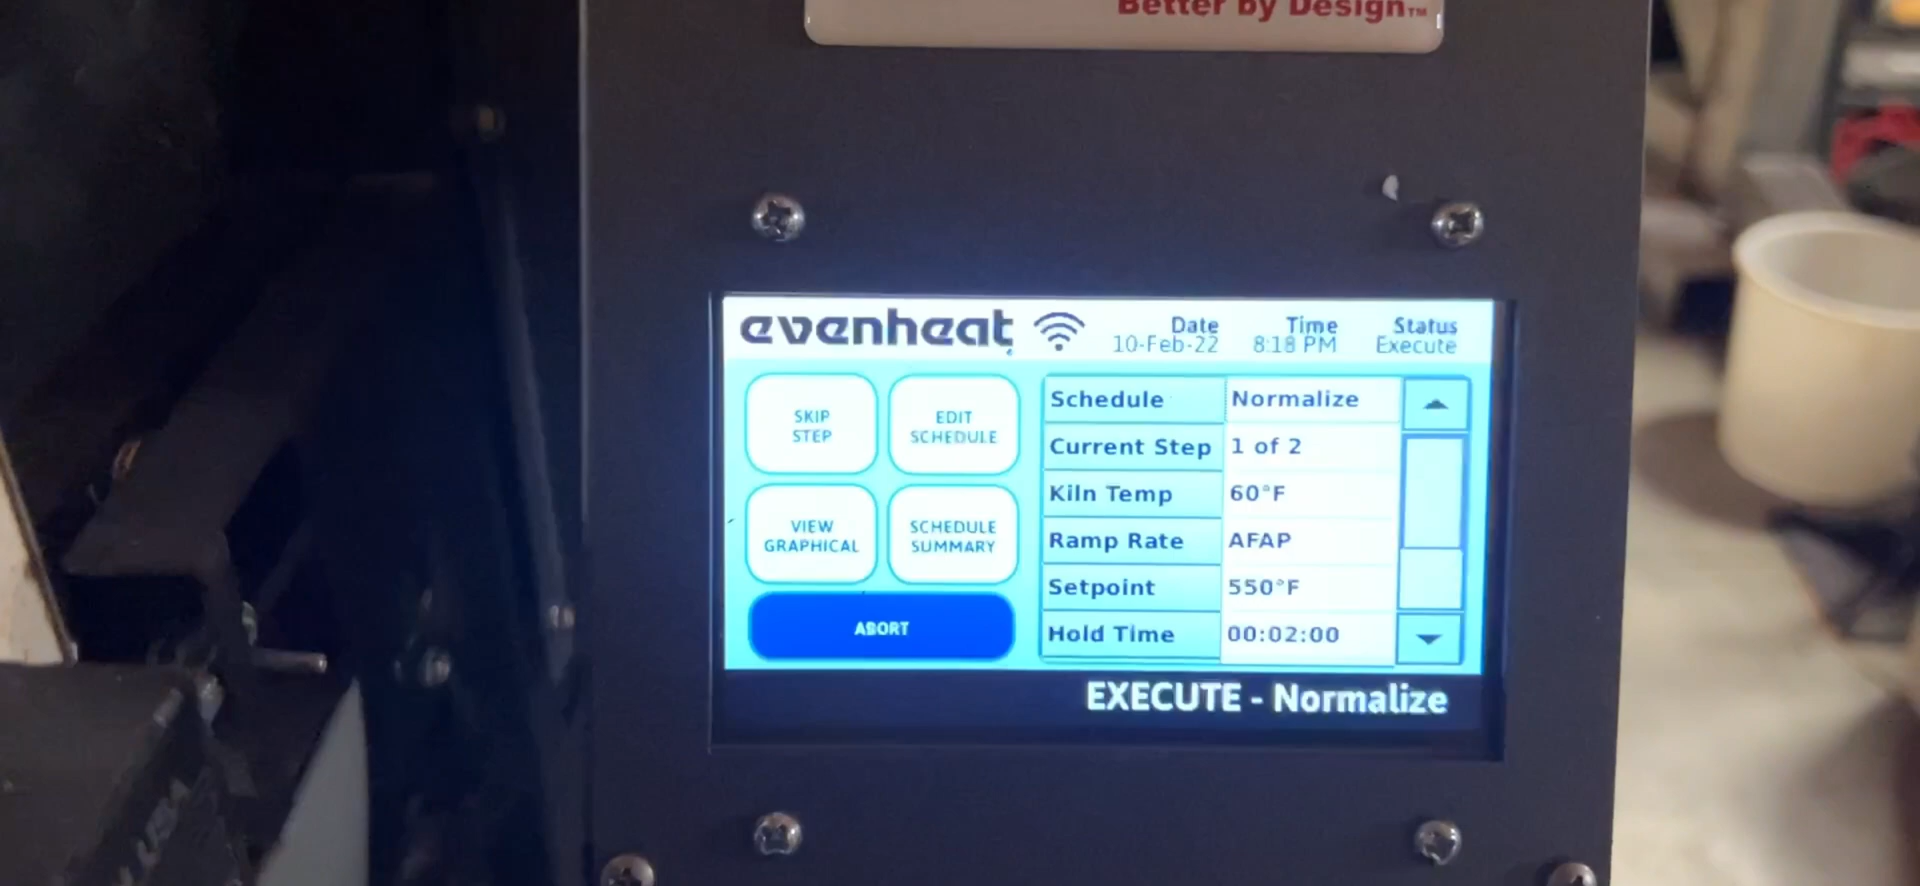 Better by Design™
evenheat
Date
10-Feb-22
Time
8:18 PM
Status
Execute
SKIP
STEP
EDIT
SCHEDULE
VIEW
GRAPHICAL
SCHEDULE
SUMMARY
ABORT
Schedule Normalize
Current Step 1 of 2
Kiln Temp 60°F
Ramp Rate AFAP
Setpoint 550°F
Hold Time 00:02:00
EXECUTE - Normalize